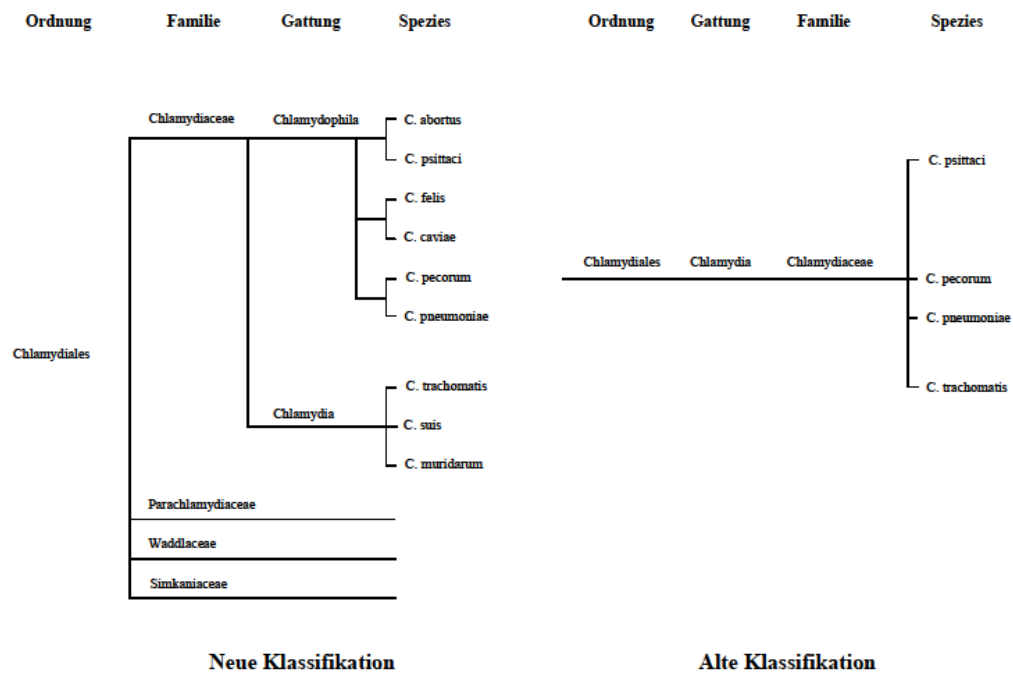 Ordnung Familie Gattung Spezies
Chlamydiaceae Chlamydophila C. abortus
C. psittaci
C. felis
C. caviae
C. pecorum
C. pneumoniae
Chlamydiales
C. trachomatis
Chlamydia
C. suis
C. muridarum
Parachlamydiaceae
Waddlaceae
Simkaniaceae
Neue Klassifikation
Ordnung Gattung Familie Spezies
C. psittaci
Chlamydiales Chlamydia Chlamydiaceae
C. pecorum
C. pneumoniae
C. trachomatis
Alte Klassifikation